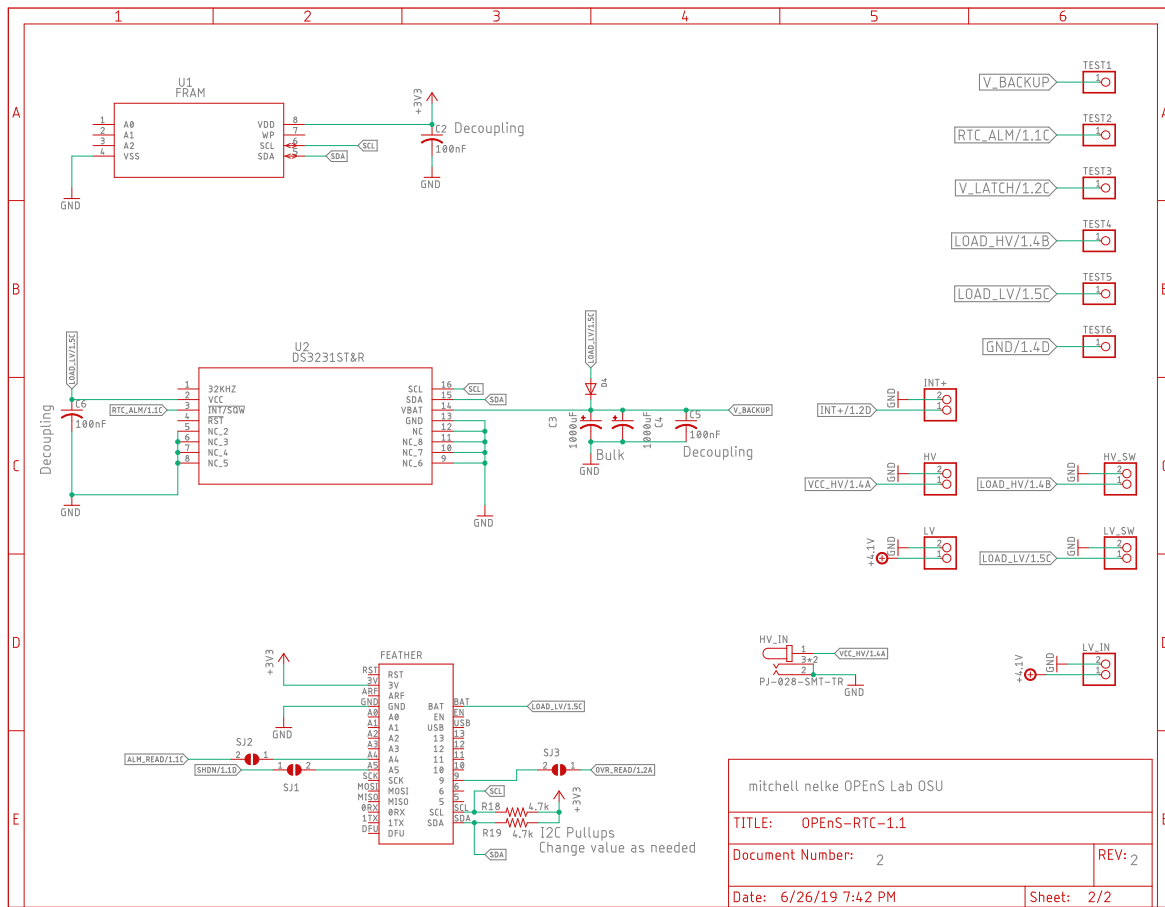 1 2 3 4 5 6
A
A
B
B
C
C
D
D
E
E
U1
FRAM
1 A0
2 A1
3 A2
4 VSS
VDD 8
WP 7
SCL 6
SDA 5
SCL
SDA
GND
+3V3
C2 Decoupling
100nF
GND
V_BACKUP
TEST1
1
RTC_ALM/1.1C
TEST2
1
V_LATCH/1.2C
TEST3
1
LOAD_HV/1.4B
TEST4
1
LOAD_LV/1.5C
TEST5
1
GND/1.4D
TEST6
1
LOAD_LV/1.5C
C6
100nF
Decoupling
RTC_ALM/1.1C
GND
U2
DS3231ST&R
1 32KHZ
2 VCC
3 INT/SQW
4 RST
5 NC_2
6 NC_3
7 NC_4
8 NC_5
SCL 16
SDA 15
VBAT 14
GND 13
NC 12
NC_8 11
NC_7 10
NC_6 9
SCL
SDA
GND
LOAD_LV/1.5C
D4
C3
1000uF
1000uF
C4
C5
100nF
V_BACKUP
GND
Bulk
Decoupling
INT+/1.2D
GND
INT+
2
1
VCC_HV/1.4A
GND
HV
2
1
LOAD_HV/1.4B
GND
HV_SW
2
1
+4.1V
GND
LV
2
1
LOAD_LV/1.5C
GND
LV_SW
2
1
HV_IN
1
3*2
2
PJ-028-SMT-TR
VCC_HV/1.4A
GND
+4.1V
GND
LV_IN
2
1
FEATHER
+3V3
GND
RST RST
3V 3V
ARF ARF
GND GND
A0 A0
A1 A1
A2 A2
A3 A3
A4 A4
A5 A5
SCK SCK
MOSI MOSI
MISO MISO
0RX 0RX
1TX 1TX
DFU DFU
BAT BAT
EN EN
USB USB
13 13
12 12
11 11
10 10
9 9
6 6
5 5
SCL SCL
SDA SDA
LOAD_LV/1.5C
ALM_READ/1.1C
SJ2
2 1
SHDN/1.1D
1 2
SJ1
SJ3
2 1
OVR_READ/1.2A
SCL
R18 4.7k
R19 4.7k
+3V3
SDA
I2C Pullups
Change value as needed
mitchell nelke OPEnS Lab OSU
TITLE: OPEnS-RTC-1.1
Document Number: 2
REV: 2
Date: 6/26/19 7:42 PM
Sheet: 2/2